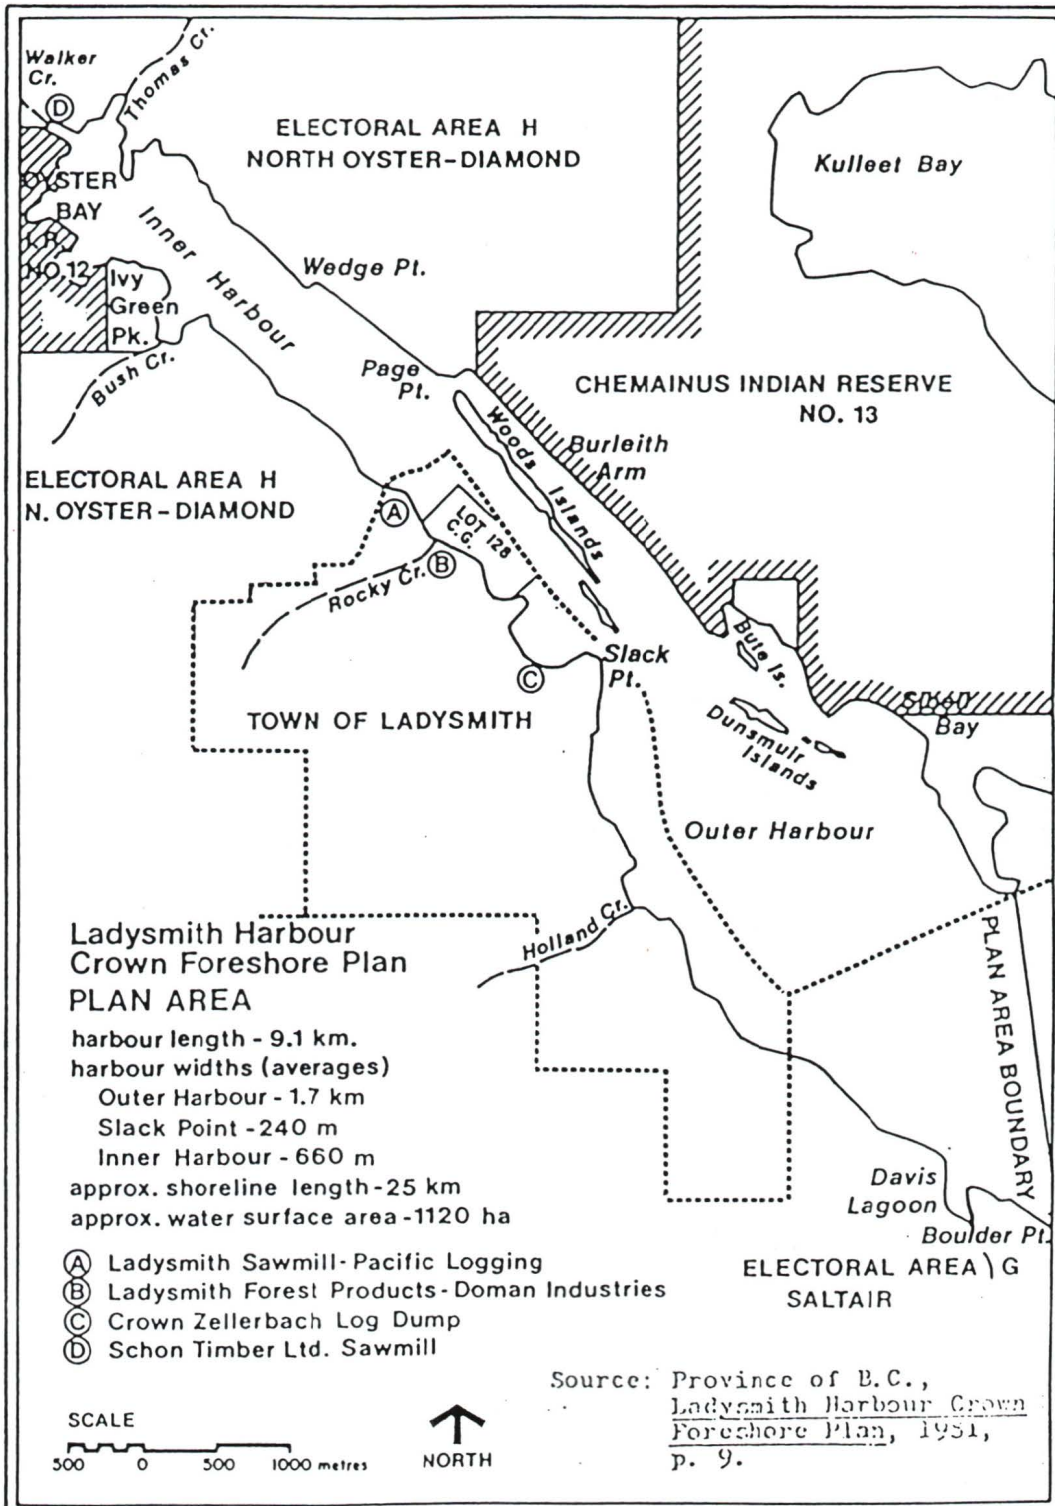 Walker
Cr.
Thomas Cr.
D
ELECTORAL AREA H
NORTH OYSTER-DIAMOND
Kulleet Bay
OYSTER
BAY
I.R.
NO.12
Ivy
Green
Pk.
Inner Harbour
Wedge Pt.
Bush Cr.
Page
Pt.
CHEMAINUS INDIAN RESERVE
NO. 13
Woods Islands
Burleith
Arm
ELECTORAL AREA H
N. OYSTER-DIAMOND
A
LOT 128
C.G.
B
Rocky Cr.
Slack
Pt.
Bute Is.
C
TOWN OF LADYSMITH
Dunsmuir
Islands
Bay
Outer Harbour
Holland Cr.
PLAN AREA BOUNDARY
Ladysmith Harbour
Crown Foreshore Plan
PLAN AREA
harbour length - 9.1 km.
harbour widths (averages)
Outer Harbour - 1.7 km
Slack Point - 240 m
Inner Harbour - 660 m
approx. shoreline length - 25 km
approx. water surface area - 1120 ha
Davis
Lagoon
Boulder Pt.
ELECTORAL AREA G
SALTAIR
A Ladysmith Sawmill - Pacific Logging
B Ladysmith Forest Products - Doman Industries
C Crown Zellerbach Log Dump
D Schon Timber Ltd. Sawmill
SCALE
500 0 500 1000 metres
NORTH
Source: Province of B.C.,
Ladysmith Harbour Crown
Foreshore Plan,
p. 9.